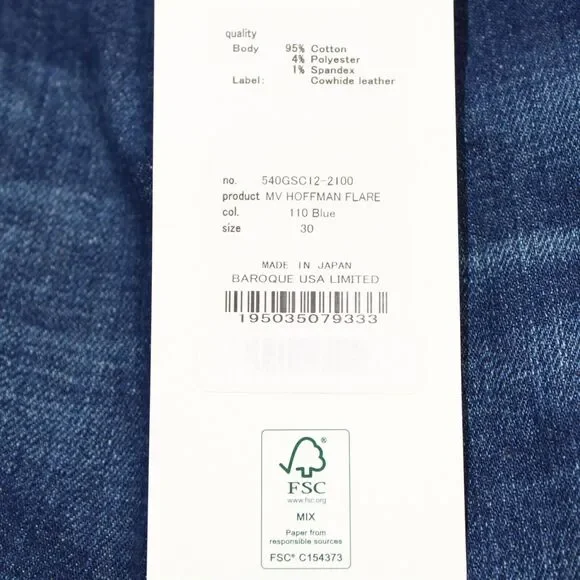 quality
Body 95% Cotton
4% Polyester
1% Spandex
Label: Cowhide leather
no. 540GSC12-2100
product MV HOFFMAN FLARE
col. 110 Blue
size 30
MADE IN JAPAN
BAROQUE USA LIMITED
195035079333
FSC
www.fsc.org
MIX
Paper from
responsible sources
FSC® C154373